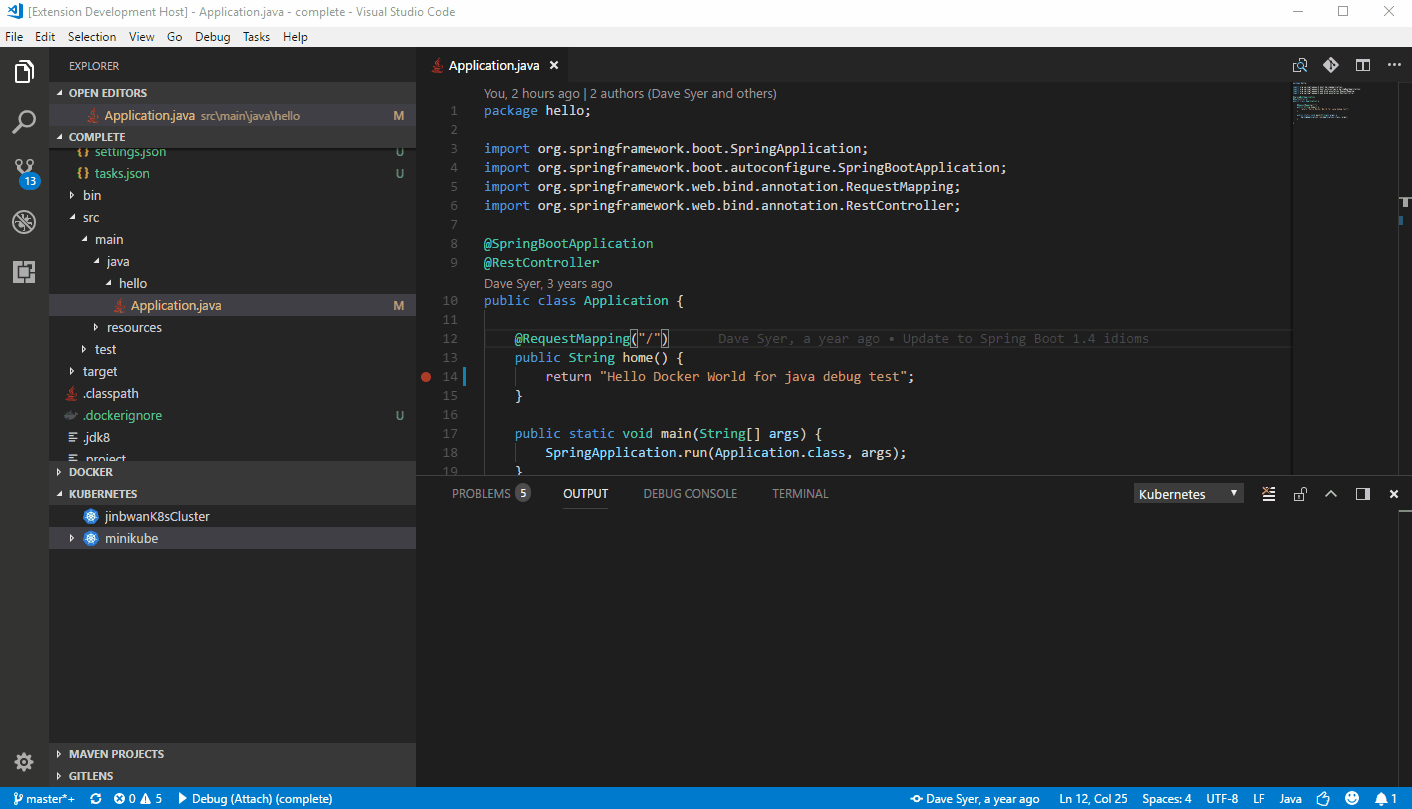 [Extension Development Host] - Application.java - complete - Visual Studio Code
File Edit Selection View Go Debug Tasks Help
EXPLORER
OPEN EDITORS
Application.java src\main\java\hello M
COMPLETE
{} settings.json U
{} tasks.json U
bin
src
main
java
hello
Application.java M
resources
test
target
.classpath
.dockerignore U
.jdk8
.project
DOCKER
KUBERNETES
jinbwanK8sCluster
minikube
MAVEN PROJECTS
GITLENS
13
Application.java
You, 2 hours ago | 2 authors (Dave Syer and others)
1 package hello;
2
3 import org.springframework.boot.SpringApplication;
4 import org.springframework.boot.autoconfigure.SpringBootApplication;
5 import org.springframework.web.bind.annotation.RequestMapping;
6 import org.springframework.web.bind.annotation.RestController;
7
8 @SpringBootApplication
9 @RestController
Dave Syer, 3 years ago
10 public class Application {
11
12 @RequestMapping("/") Dave Syer, a year ago • Update to Spring Boot 1.4 idioms
13 public String home() {
14 return "Hello Docker World for java debug test";
15 }
16
17 public static void main(String[] args) {
18 SpringApplication.run(Application.class, args);
19 }
PROBLEMS 5 OUTPUT DEBUG CONSOLE TERMINAL Kubernetes
master*+ 0 5 Debug (Attach) (complete) Dave Syer, a year ago Ln 12, Col 25 Spaces: 4 UTF-8 LF Java 1